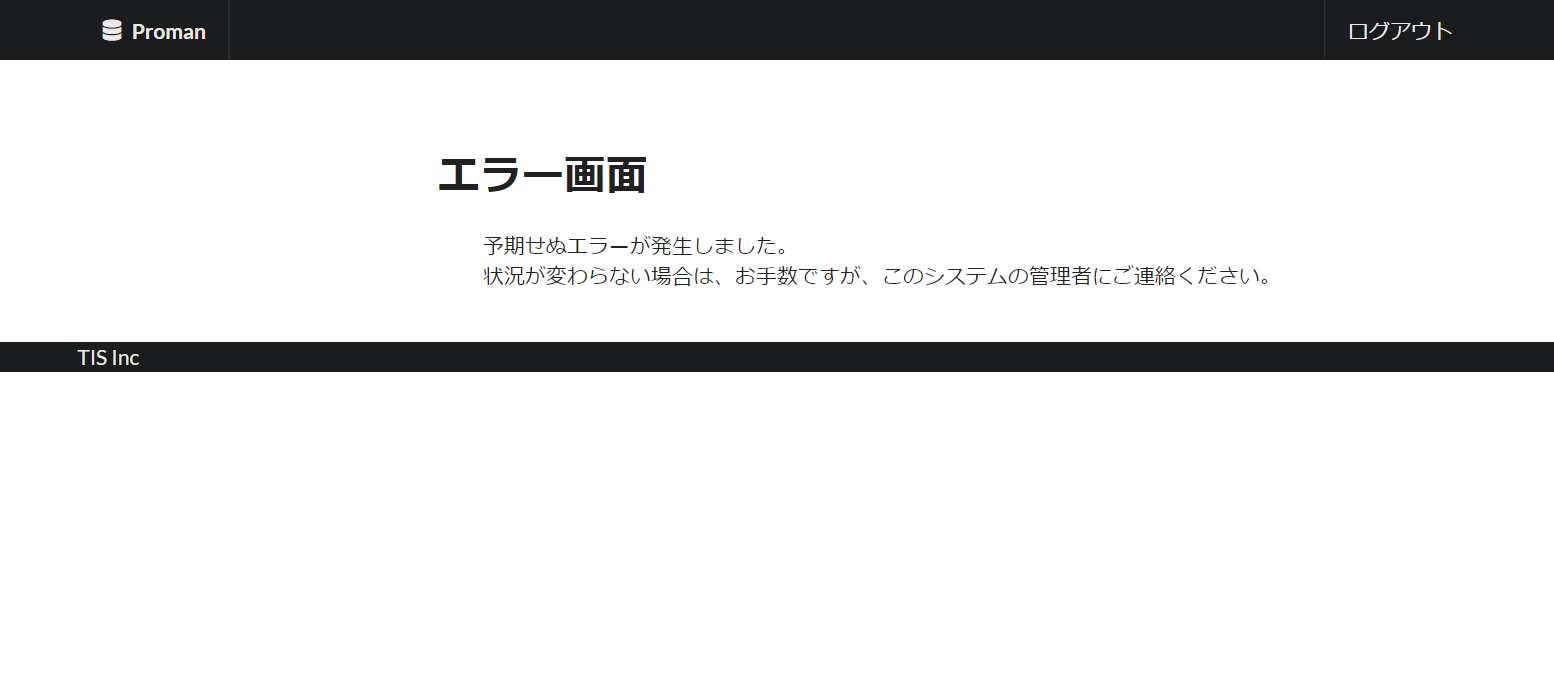 Proman
ログアウト
エラー画面
予期せぬエラーが発生しました。
状況が変わらない場合は、お手数ですが、このシステムの管理者にご連絡ください。
TIS Inc